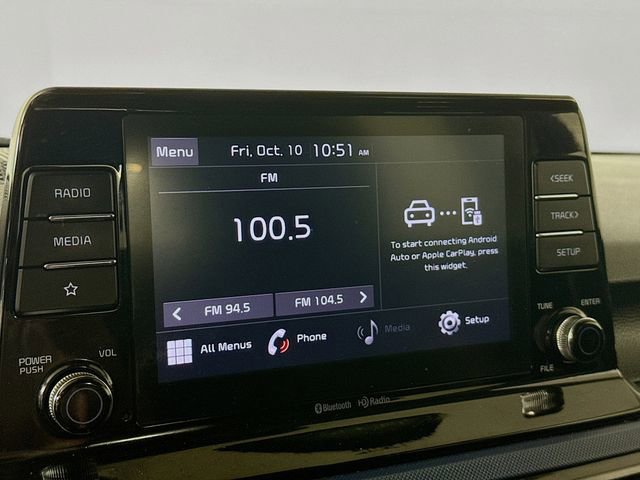 Menu Fri, Oct. 10 10:51 AM
FM
100.5
To start connecting Android
Auto or Apple CarPlay, press
this widget.
< FM 94.5 FM 104.5 >
All Menus Phone Media Setup
RADIO
MEDIA
POWER
PUSH
VOL
<SEEK
TRACK>
SETUP
TUNE
ENTER
FILE
Bluetooth HD Radio